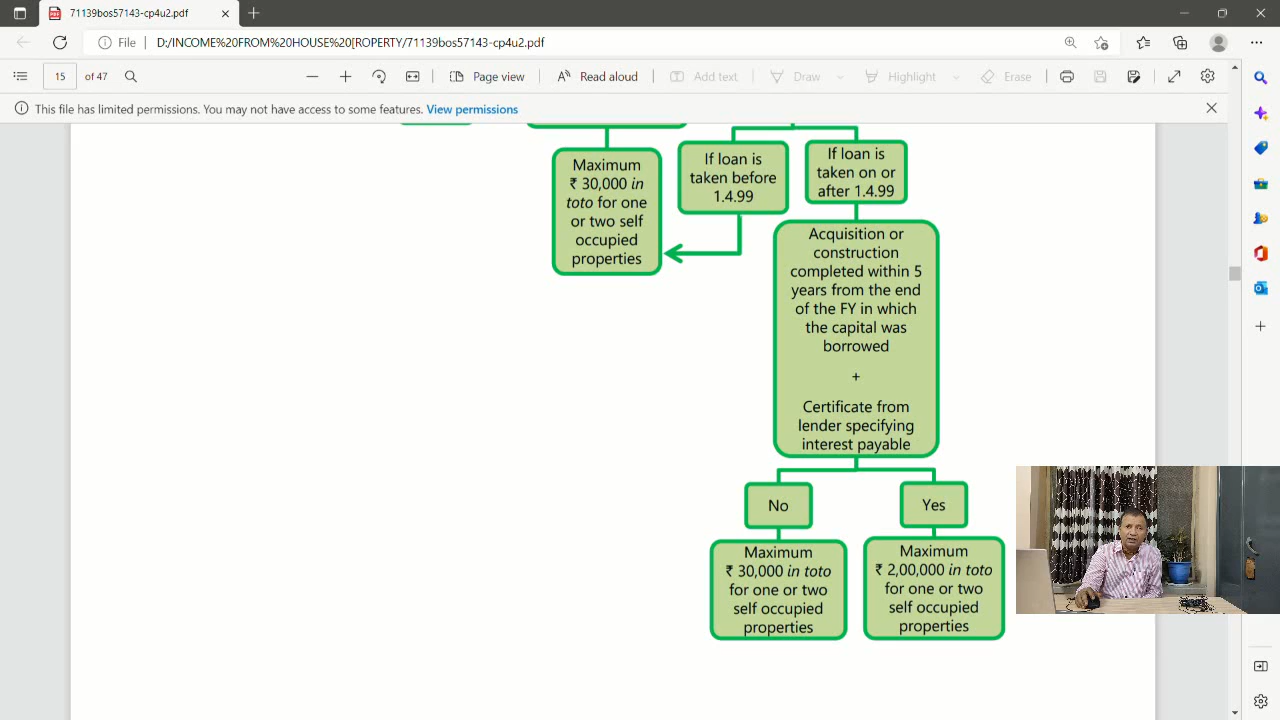 71139bos57143-cp4u2.pdf
File
D:/INCOME%20FROM%20HOUSE%20[ROPERTY/71139bos57143-cp4u2.pdf
15
of 47
Page view
Read aloud
Add text
Draw
Highlight
Erase
This file has limited permissions. You may not have access to some features. View permissions
Maximum
₹ 30,000 in
toto for one
or two self
occupied
properties
If loan is
taken before
1.4.99
If loan is
taken on or
after 1.4.99
Acquisition or
construction
completed within 5
years from the end
of the FY in which
the capital was
borrowed
+
Certificate from
lender specifying
interest payable
No
Yes
Maximum
₹ 30,000 in toto
for one or two
self occupied
properties
Maximum
₹ 2,00,000 in toto
for one or two
self occupied
properties